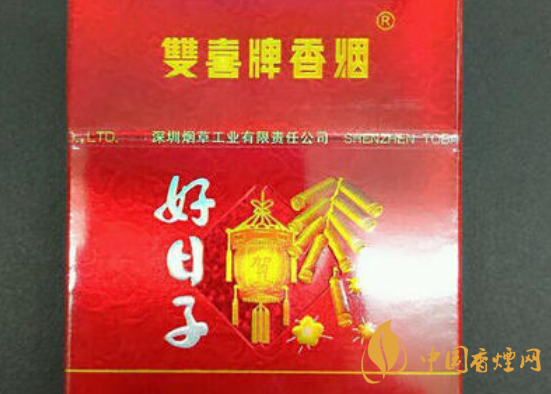 雙喜牌香烟®
., LTD. 深圳烟草工业有限责任公司 SHENZHEN
好日子
贺
中国香烟网